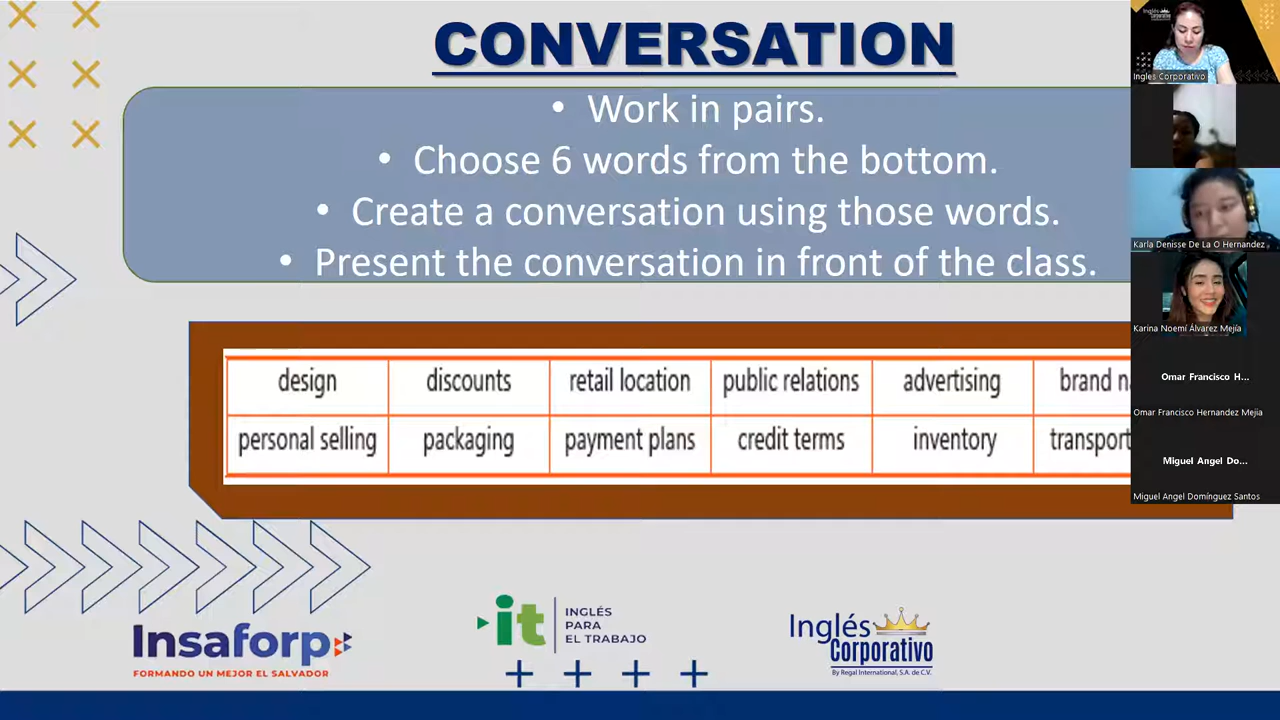 CONVERSATION
• Work in pairs.
• Choose 6 words from the bottom.
• Create a conversation using those words.
• Present the conversation in front of the class.
design discounts retail location public relations advertising brand
personal selling packaging payment plans credit terms inventory
Insaforp
FORMANDO UN MEJOR EL SALVADOR
it
INGLÉS
PARA
EL TRABAJO
Inglés
Corporativo
By Regal International, S.A. de C.V.
Ingles Corporativo
Karla Denisse De La O Hernandez
Karina Noemí Álvarez Mejía
Omar Francisco H...
Omar Francisco Hernandez Mejia
Miguel Angel Do...
Miguel Angel Domínguez Santos